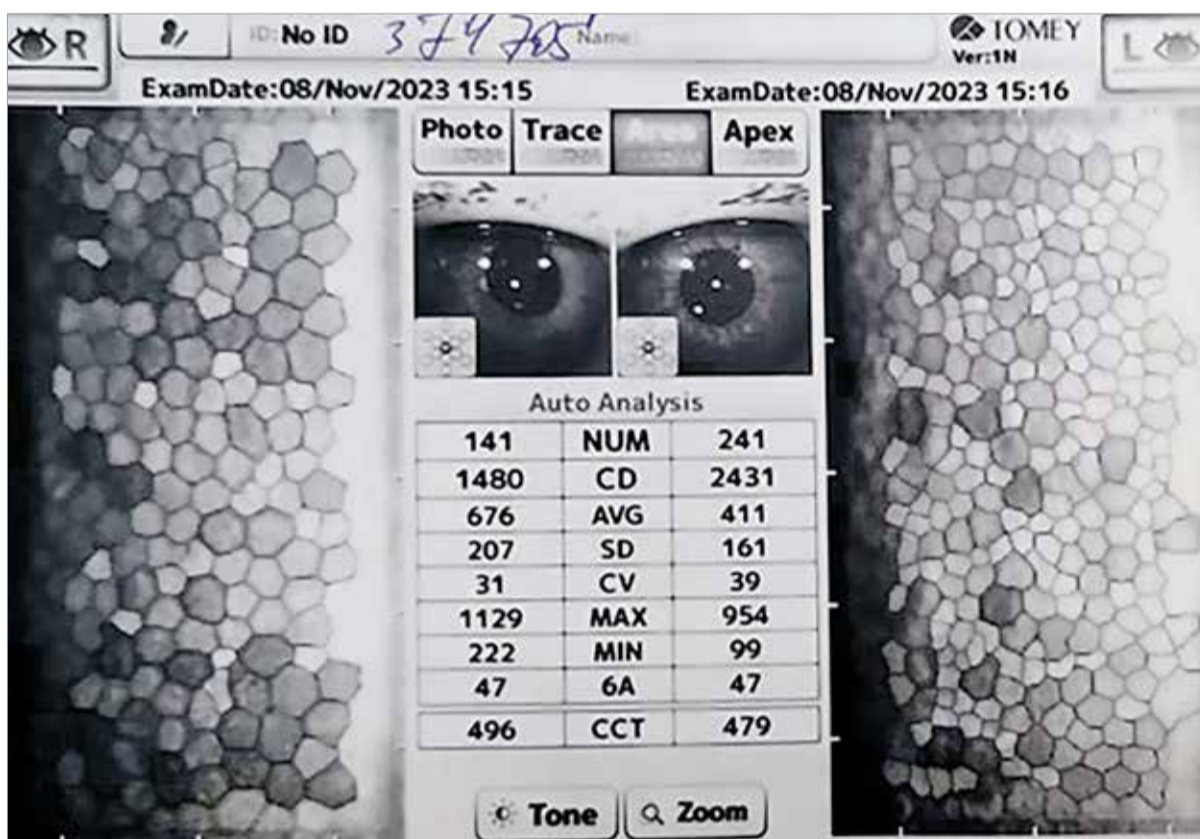 R
ID: No ID
Name:
TOMEY
Ver:1N
L
ExamDate:08/Nov/2023 15:15
ExamDate:08/Nov/2023 15:16
Photo Trace Area Apex
Auto Analysis
141 NUM 241
1480 CD 2431
676 AVG 411
207 SD 161
31 CV 39
1129 MAX 954
222 MIN 99
47 6A 47
496 CCT 479
Tone Zoom